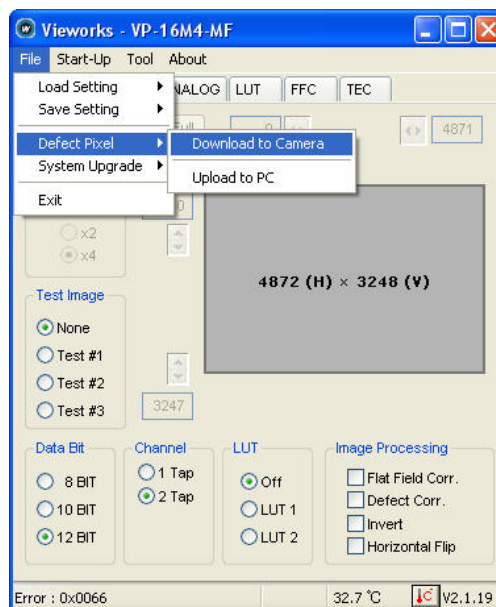 Vieworks - VP-16M4-MF
File Start-Up Tool About
LUT FFC TEC
Load Setting
Save Setting
Defect Pixel
System Upgrade
Exit
Download to Camera
Upload to PC
4871
x2
x4
4872 (H) × 3248 (V)
Test Image
None
Test #1
Test #2
Test #3
3247
Data Bit
8 BIT
10 BIT
12 BIT
Channel
1 Tap
2 Tap
LUT
Off
LUT 1
LUT 2
Image Processing
Flat Field Corr.
Defect Corr.
Invert
Horizontal Flip
Error : 0x0066 32.7 ℃ V2.1.19